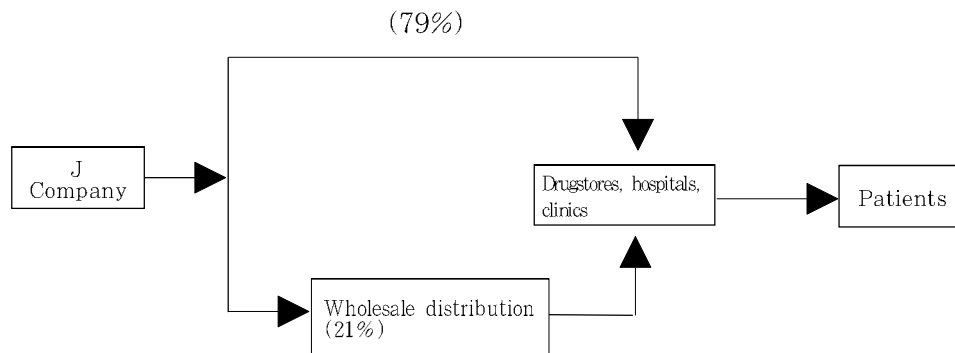 (79%)
J
Company
Drugstores, hospitals,
clinics
Patients
Wholesale distribution
(21%)